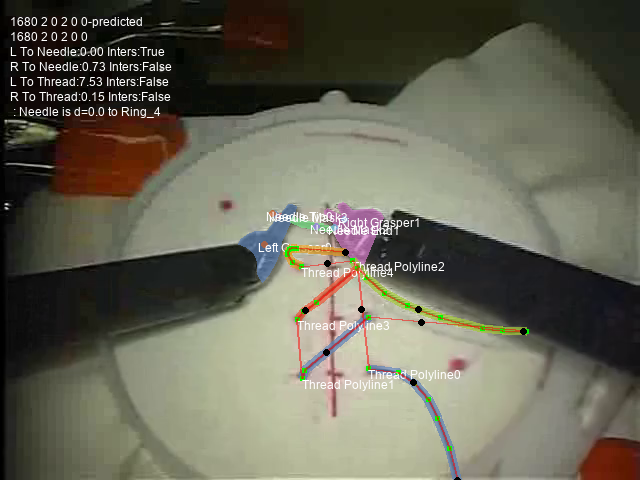 1680 2 0 2 0 0-predicted
1680 2 0 2 0 0
L To Needle:0.00 Inters:True
R To Needle:0.73 Inters:False
L To Thread:7.53 Inters:False
R To Thread:0.15 Inters:False
: Needle is d=0.0 to Ring_4
Right Grasper1
Thread Polyline2
Thread Polyline4
Thread Polyline3
Thread Polyline0
Thread Polyline1